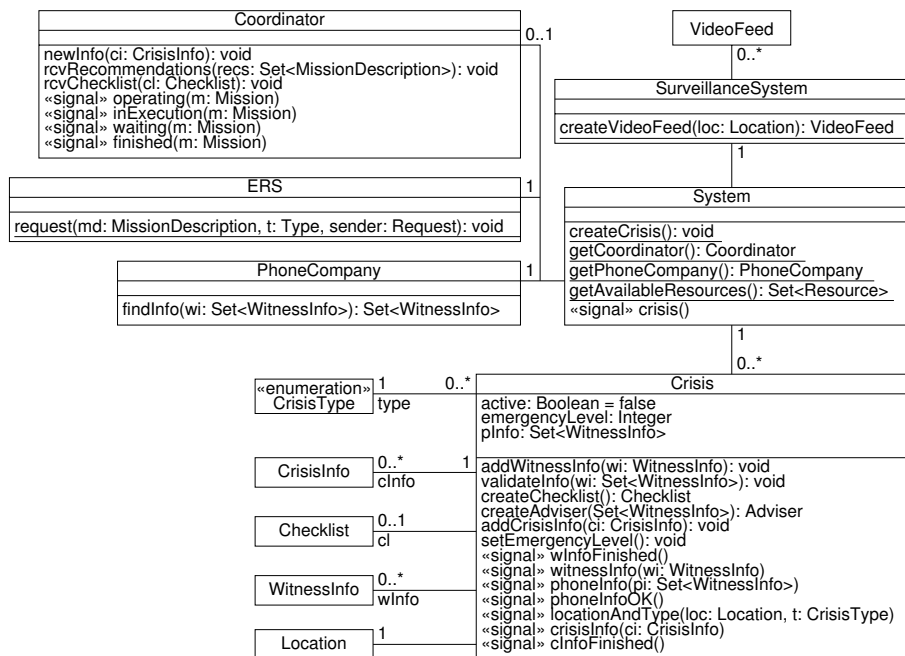 Coordinator
newInfo(ci: CrisisInfo): void
rcvRecommendations(recs: Set<MissionDescription>): void
rcvChecklist(cl: Checklist): void
«signal» operating(m: Mission)
«signal» inExecution(m: Mission)
«signal» waiting(m: Mission)
«signal» finished(m: Mission)
0..1
VideoFeed
0..*
SurveillanceSystem
createVideoFeed(loc: Location): VideoFeed
1
ERS
request(md: MissionDescription, t: Type, sender: Request): void
1
System
createCrisis(): void
getCoordinator(): Coordinator
getPhoneCompany(): PhoneCompany
getAvailableResources(): Set<Resource>
«signal» crisis()
PhoneCompany
findInfo(wi: Set<WitnessInfo>): Set<WitnessInfo>
1
1
0..*
«enumeration»
CrisisType
1
type
0..*
Crisis
active: Boolean = false
emergencyLevel: Integer
pInfo: Set<WitnessInfo>
addWitnessInfo(wi: WitnessInfo): void
validateInfo(wi: Set<WitnessInfo>): void
createChecklist(): Checklist
createAdviser(Set<WitnessInfo>): Adviser
addCrisisInfo(ci: CrisisInfo): void
setEmergencyLevel(): void
«signal» wInfoFinished()
«signal» witnessInfo(wi: WitnessInfo)
«signal» phoneInfo(pi: Set<WitnessInfo>)
«signal» phoneInfoOK()
«signal» locationAndType(loc: Location, t: CrisisType)
«signal» crisisInfo(ci: CrisisInfo)
«signal» cInfoFinished()
CrisisInfo
0..*
cInfo
1
Checklist
0..1
cl
WitnessInfo
0..*
wInfo
Location
1